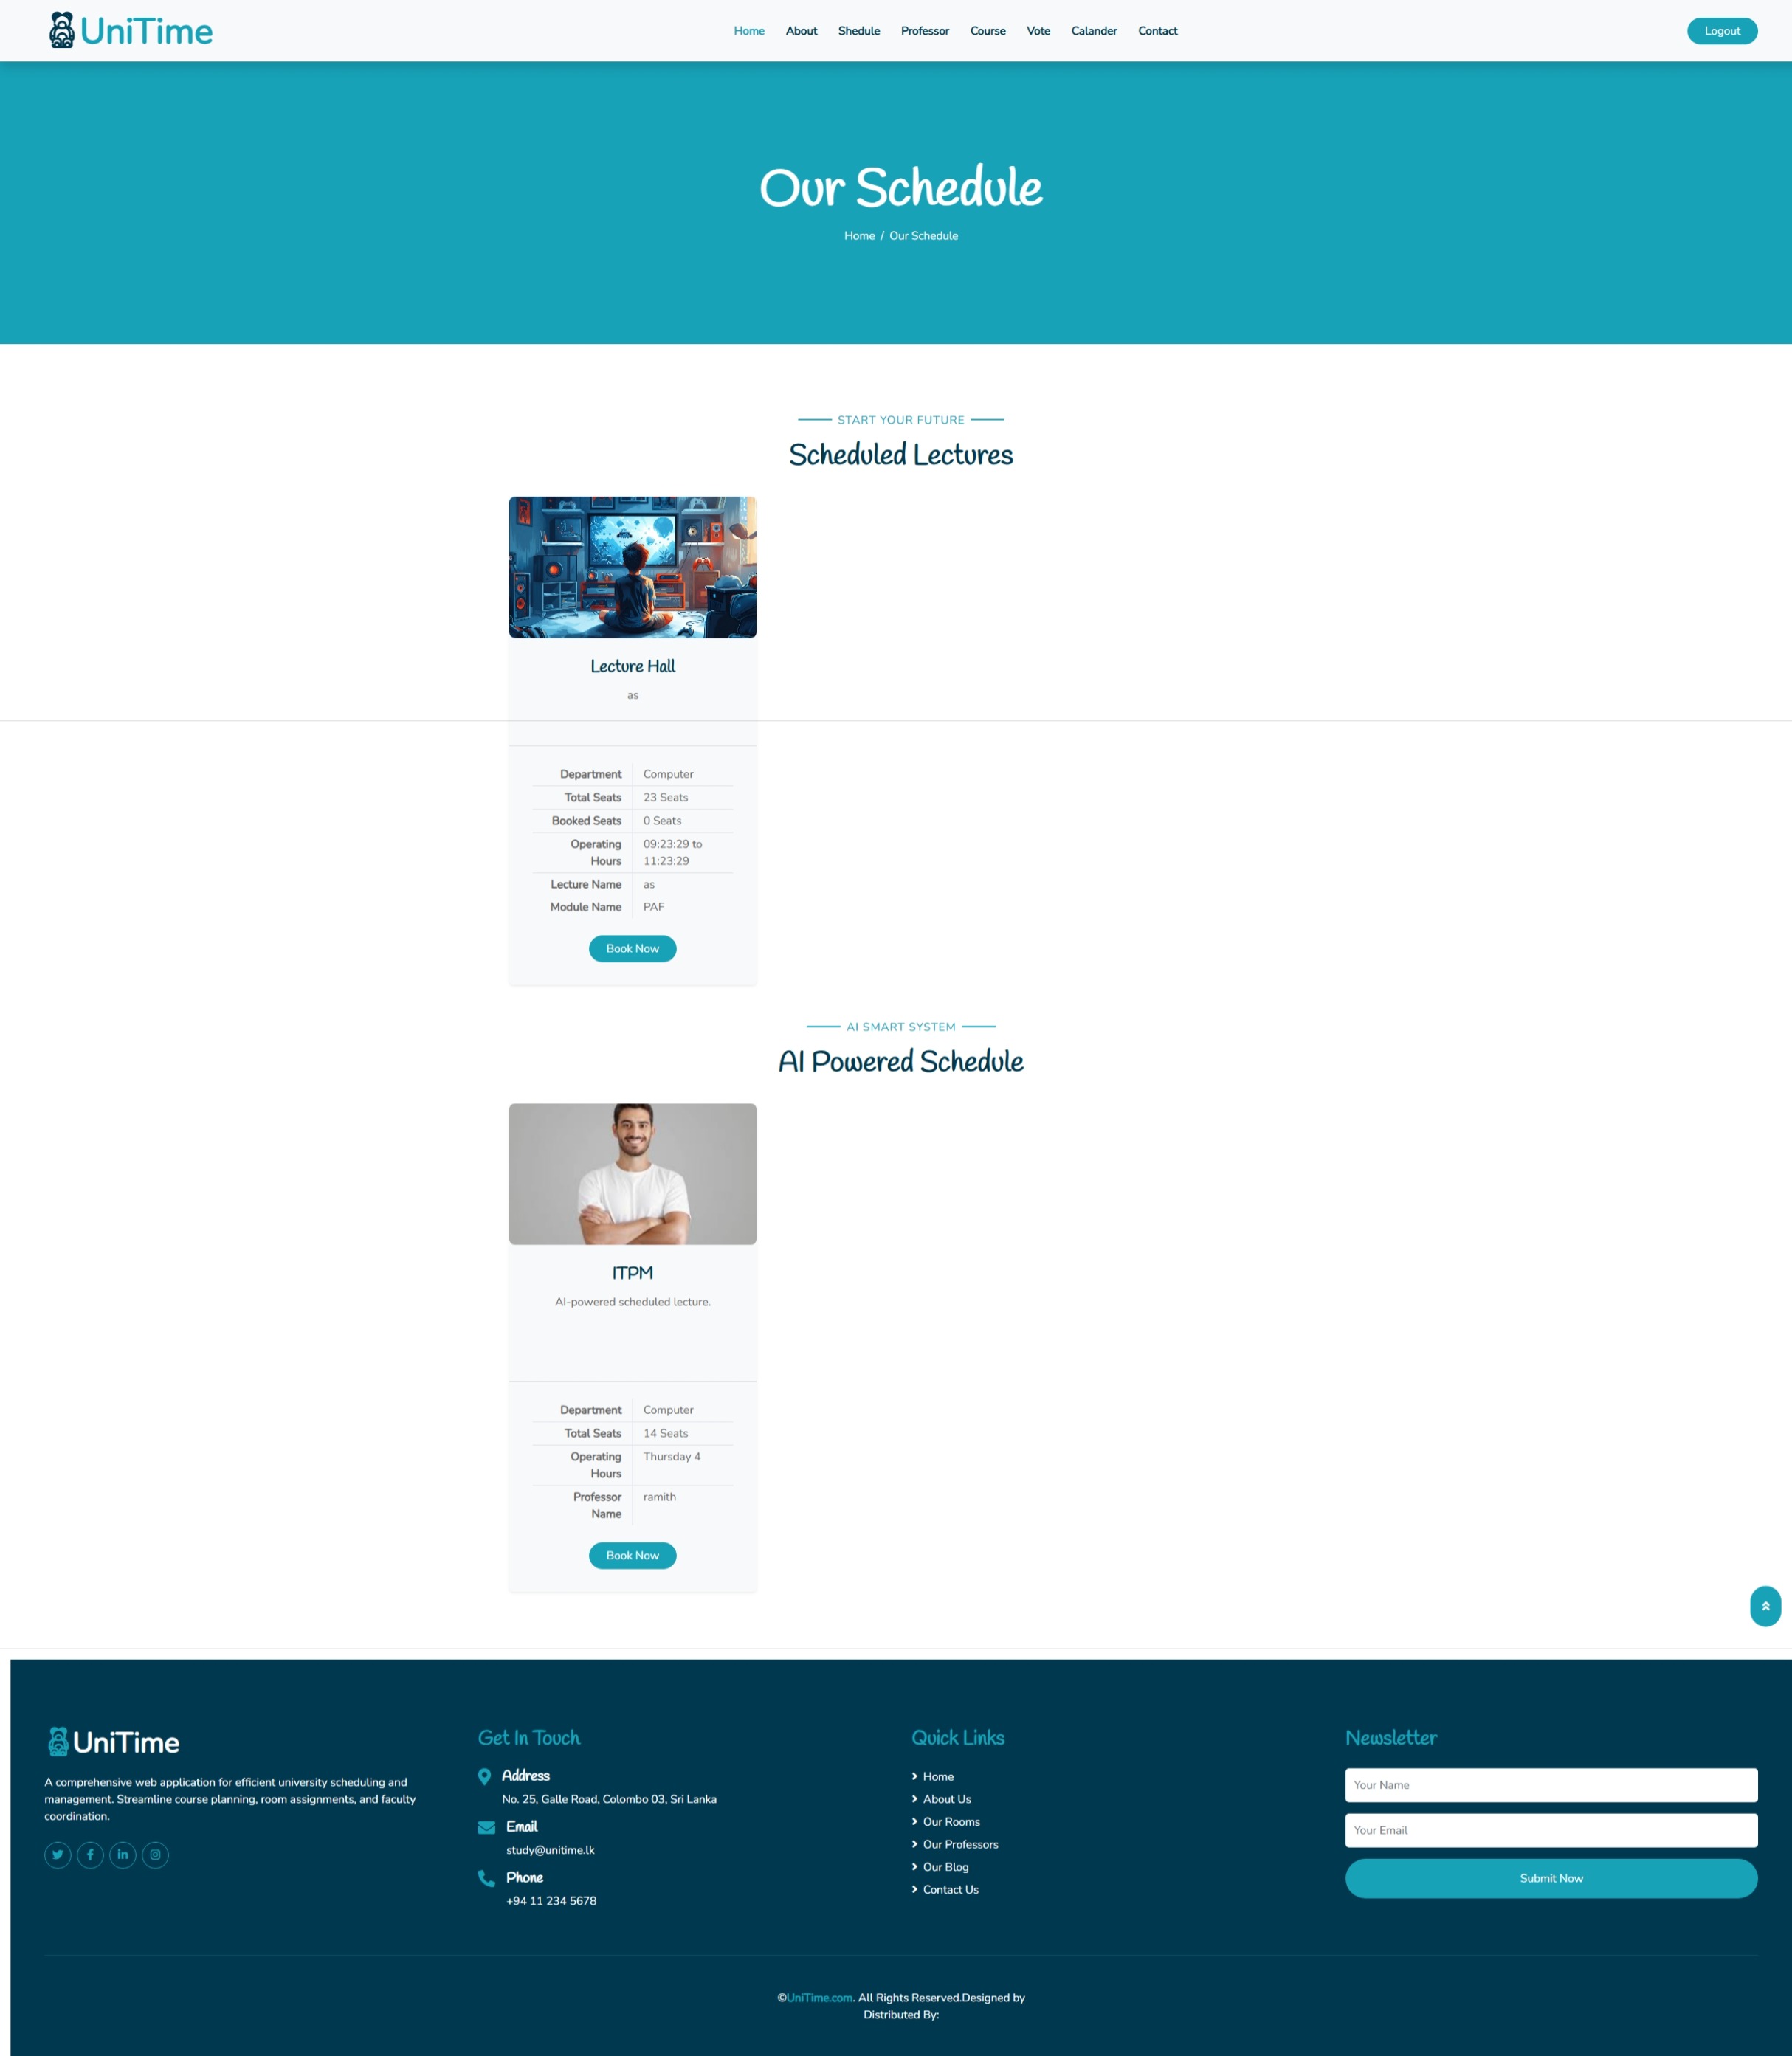 UniTime
Home About Shedule Professor Course Vote Calander Contact
Logout
Our Schedule
Home / Our Schedule
START YOUR FUTURE
Scheduled Lectures
Lecture Hall
as
Department Computer
Total Seats 23 Seats
Booked Seats 0 Seats
Operating 09:23:29 to
Hours 11:23:29
Lecture Name as
Module Name PAF
Book Now
AI SMART SYSTEM
AI Powered Schedule
ITPM
AI-powered scheduled lecture.
Department Computer
Total Seats 14 Seats
Operating Thursday 4
Hours
Professor ramith
Name
Book Now
UniTime
A comprehensive web application for efficient university scheduling and
management. Streamline course planning, room assignments, and faculty
coordination.
Get In Touch
Address
No. 25, Galle Road, Colombo 03, Sri Lanka
Email
study@unitime.lk
Phone
+94 11 234 5678
Quick Links
Home
About Us
Our Rooms
Our Professors
Our Blog
Contact Us
Newsletter
Your Name
Your Email
Submit Now
©UniTime.com. All Rights Reserved.Designed by
Distributed By: